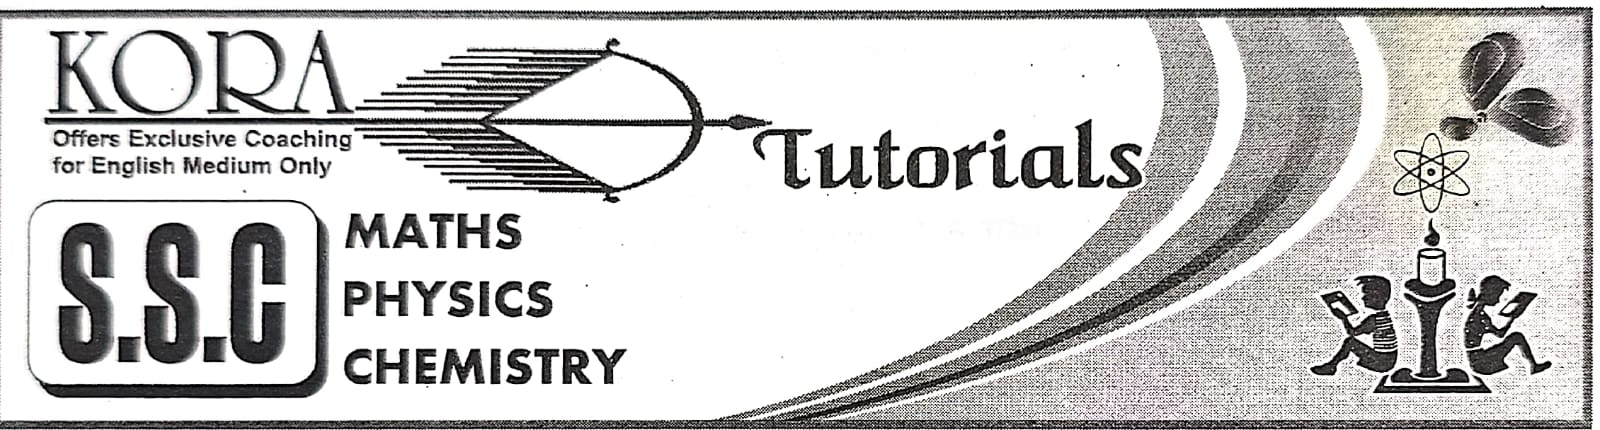 KORA
Offers Exclusive Coaching
for English Medium Only
Tutorials
S.S.C
MATHS
PHYSICS
CHEMISTRY